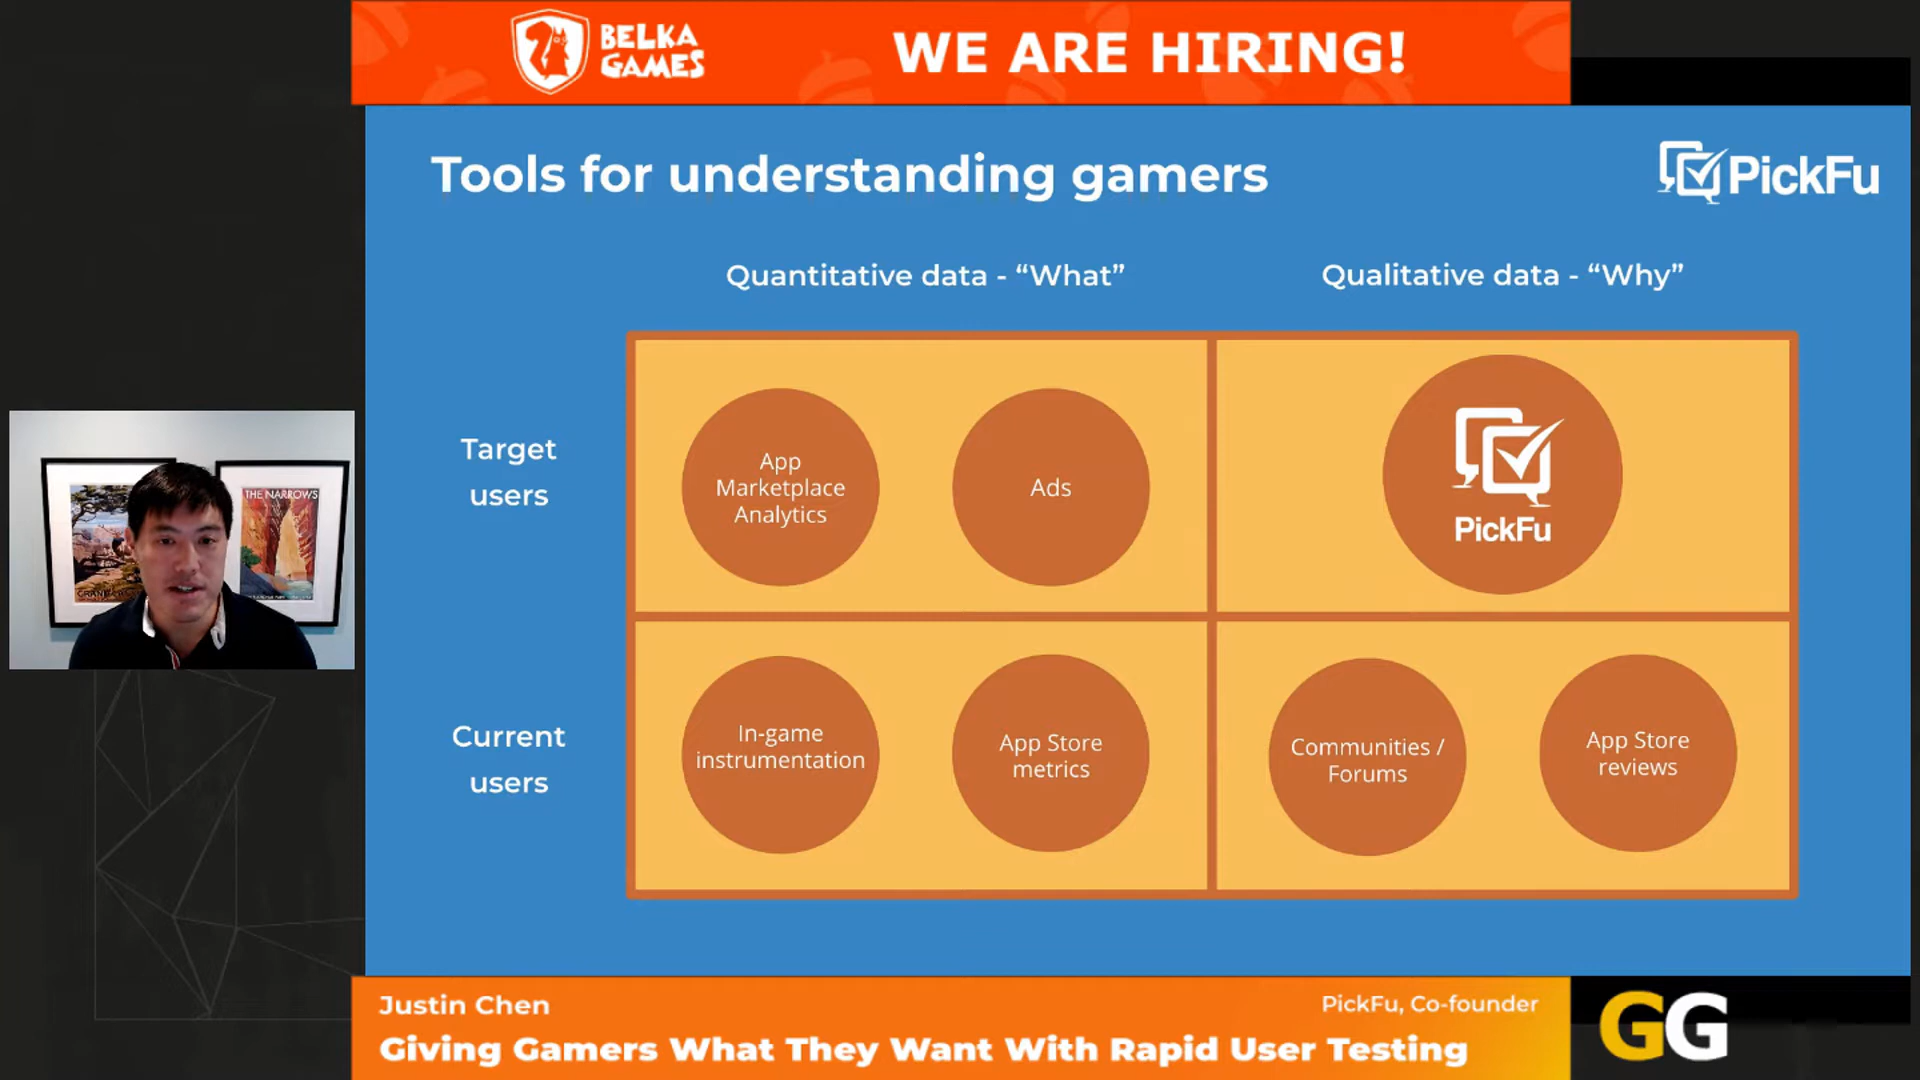 BELKA
GAMES
WE ARE HIRING!
Tools for understanding gamers
PickFu
Quantitative data - “What”
Qualitative data - “Why”
Target
users
App
Marketplace
Analytics
Ads
PickFu
Current
users
In-game
instrumentation
App Store
metrics
Communities /
Forums
App Store
reviews
THE NARROWS
Justin Chen
PickFu, Co-founder
Giving Gamers What They Want With Rapid User Testing
GG